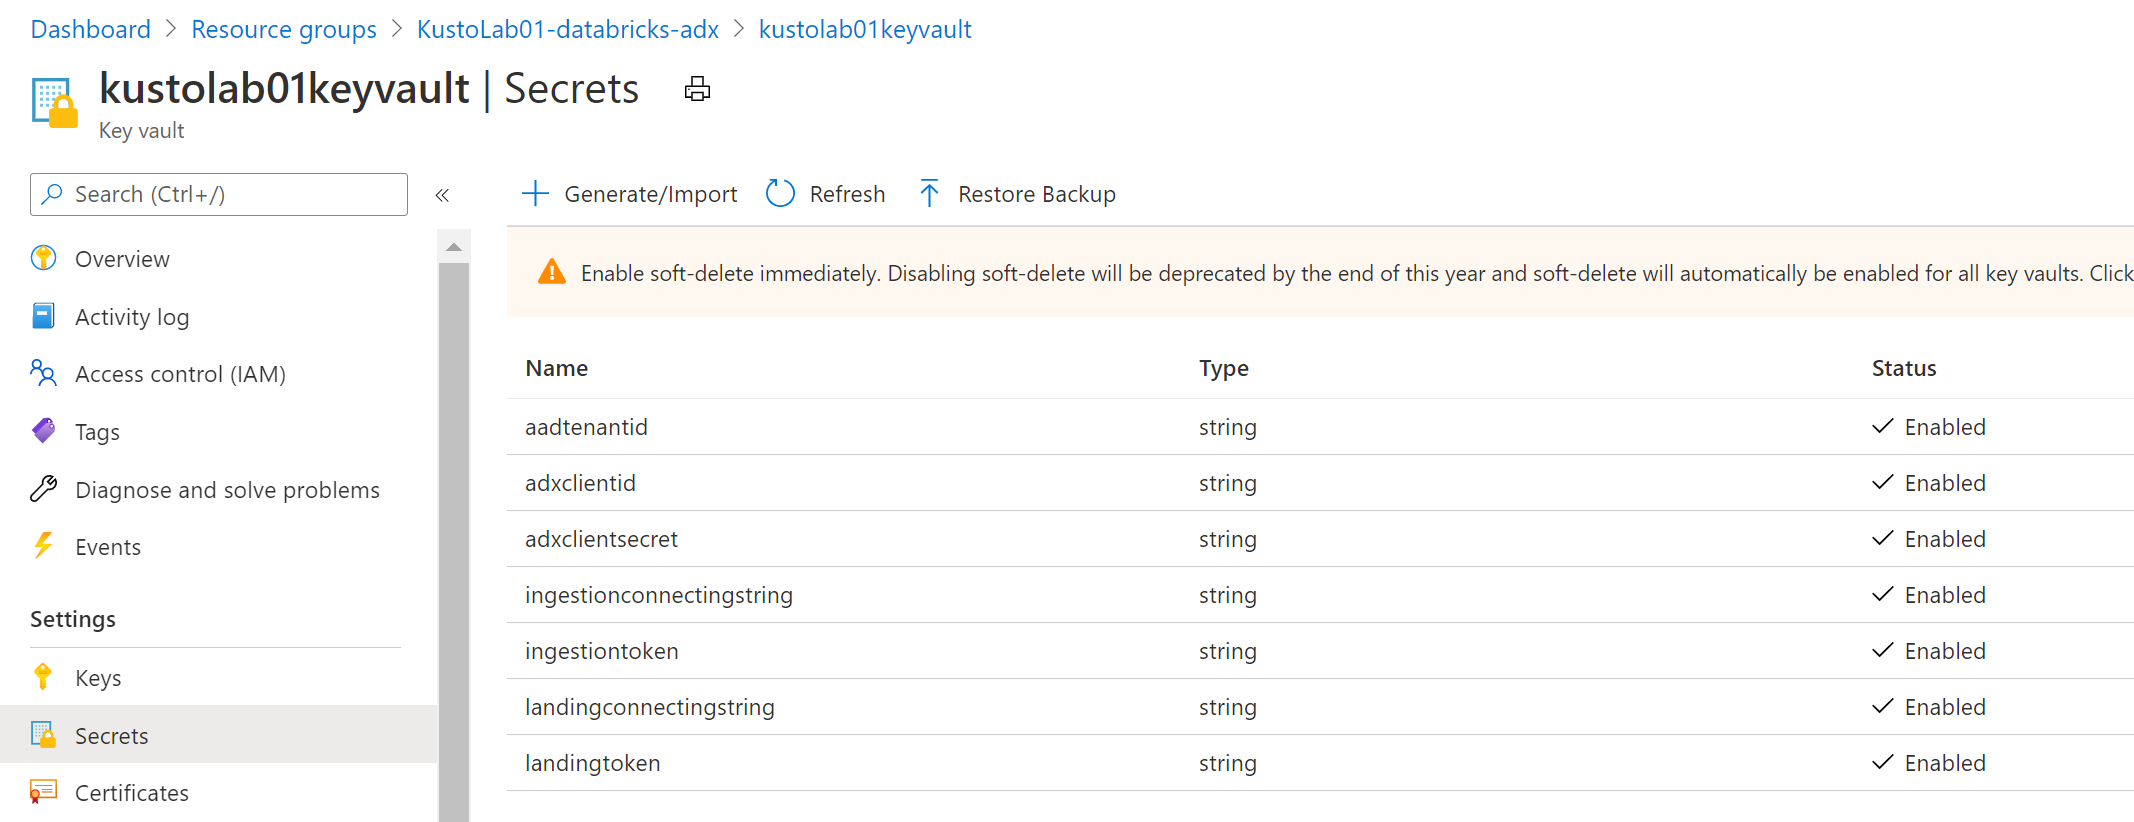 Dashboard > Resource groups > KustoLab01-databricks-adx > kustolab01keyvault
kustolab01keyvault | Secrets
Key vault
Search (Ctrl+/)
«
Generate/Import Refresh Restore Backup
Overview
Activity log
Access control (IAM)
Tags
Diagnose and solve problems
Events
Settings
Keys
Secrets
Certificates
Enable soft-delete immediately. Disabling soft-delete will be deprecated by the end of this year and soft-delete will automatically be enabled for all key vaults. Click
Name Type Status
aadtenantid string Enabled
adxclientid string Enabled
adxclientsecret string Enabled
ingestionconnectingstring string Enabled
ingestiontoken string Enabled
landingconnectingstring string Enabled
landingtoken string Enabled